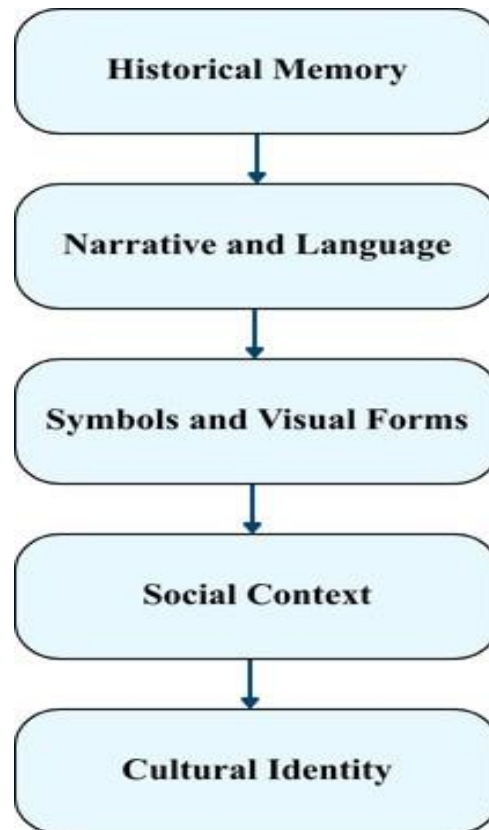 Historical Memory
Narrative and Language
Symbols and Visual Forms
Social Context
Cultural Identity